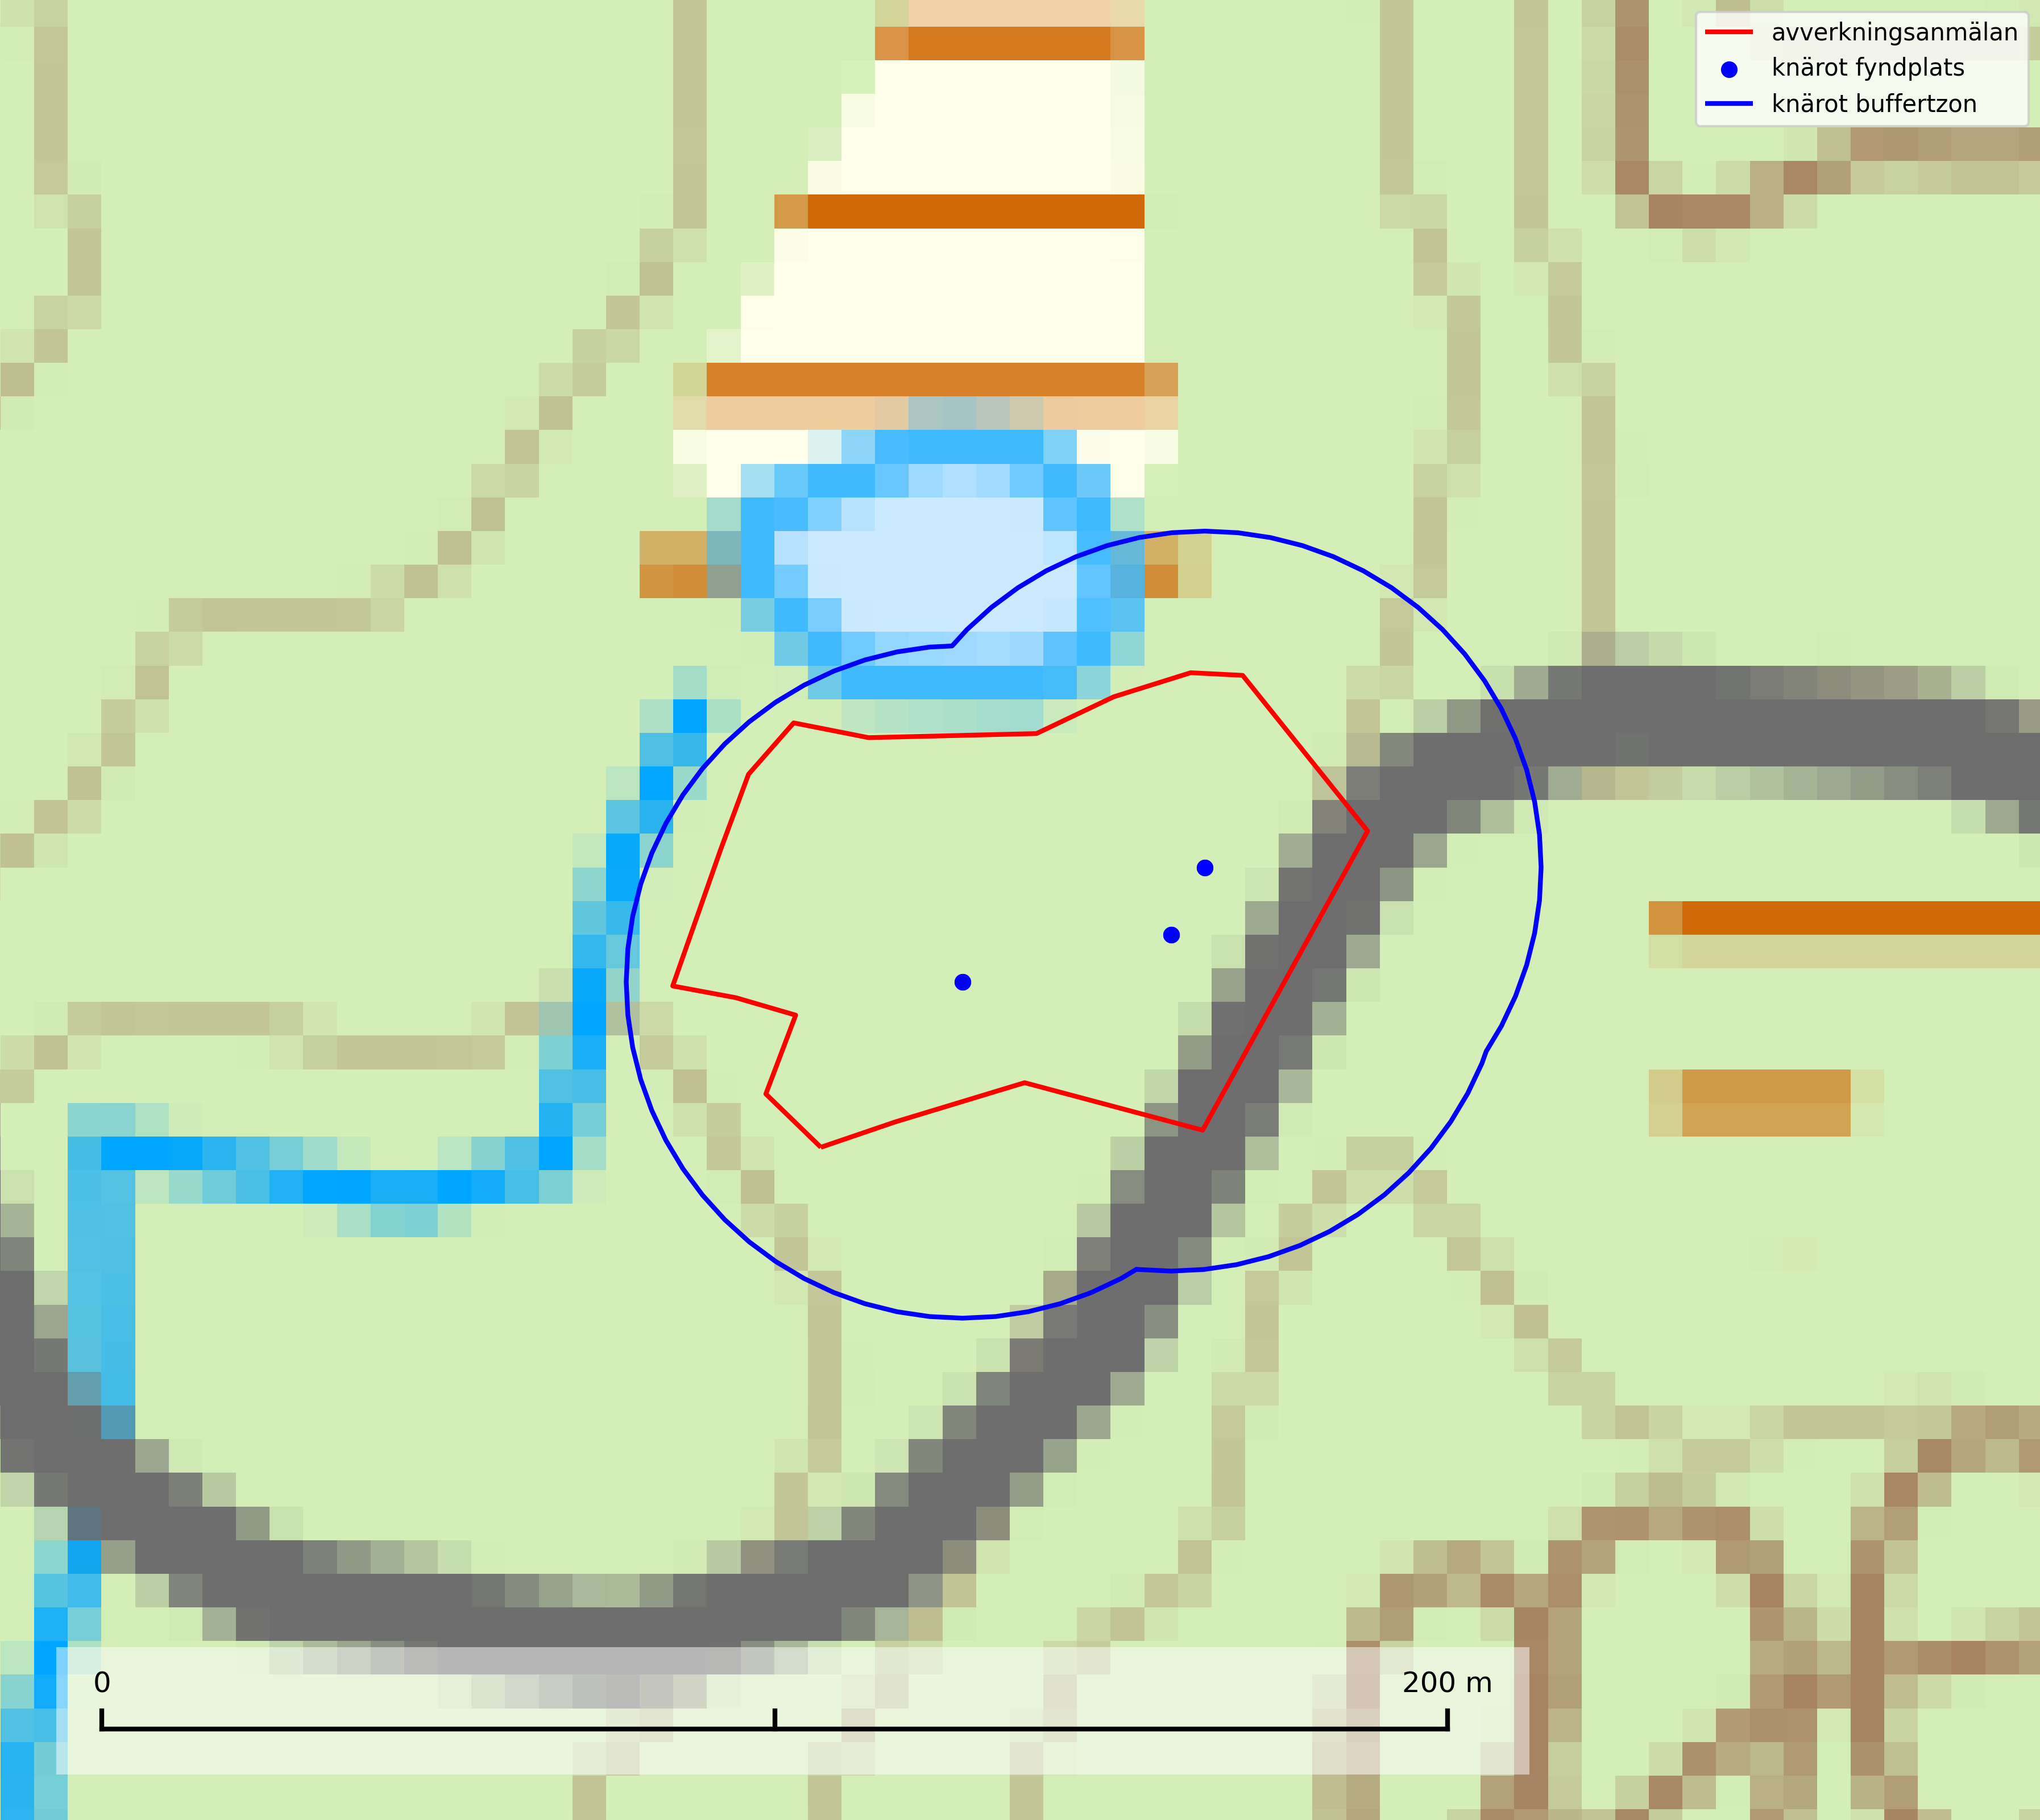 avverkningsanmälan
knärot fyndplats
knärot buffertzon
0
200 m